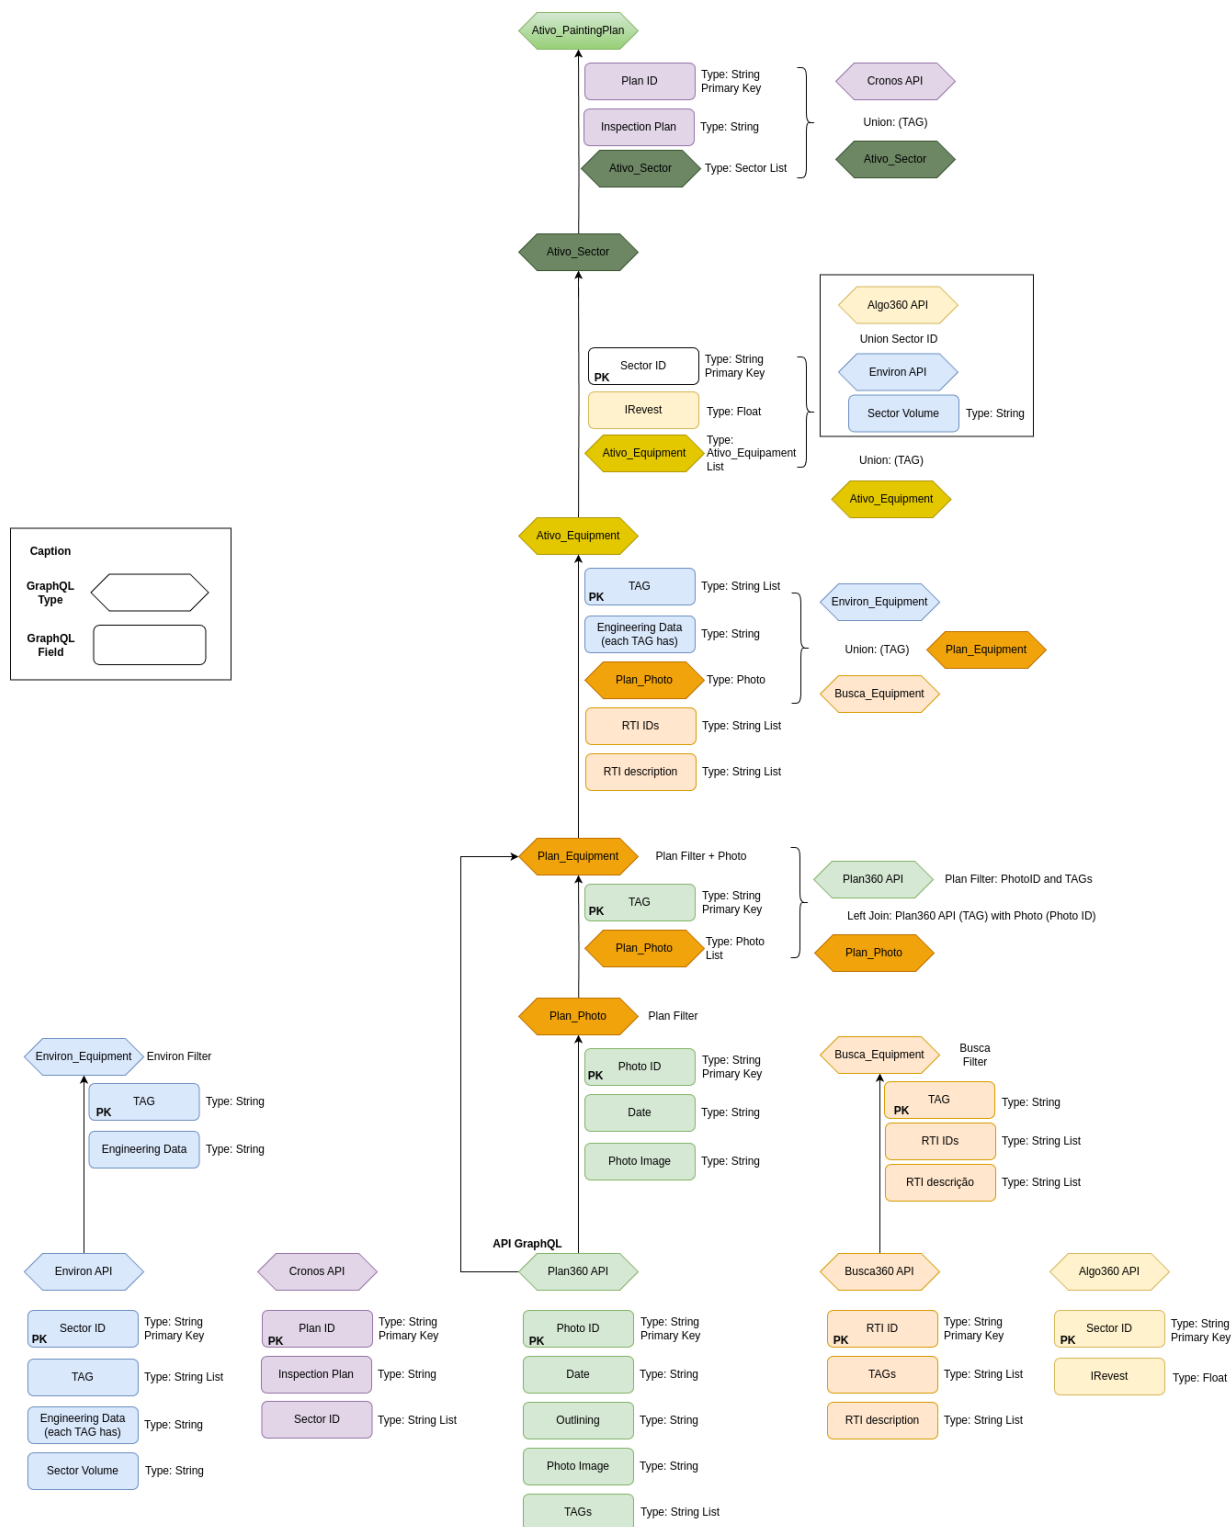 Ativo_PaintingPlan
Plan ID
Type: String
Primary Key
Cronos API
Inspection Plan
Type: String
Union: (TAG)
Ativo_Sector
Type: Sector List
Ativo_Sector
Ativo_Sector
Algo360 API
Union Sector ID
Sector ID
PK
Type: String
Primary Key
Environ API
IRevest
Type: Float
Sector Volume
Type: String
Ativo_Equipment
Type:
Ativo_Equipament
List
Union: (TAG)
Ativo_Equipment
Ativo_Equipment
Caption
GraphQL
Type
GraphQL
Field
TAG
PK
Type: String List
Environ_Equipment
Engineering Data
(each TAG has)
Type: String
Union: (TAG)
Plan_Equipment
Plan_Photo
Type: Photo
Busca_Equipment
RTI IDs
Type: String List
RTI description
Type: String List
Plan_Equipment
Plan Filter + Photo
Plan360 API
Plan Filter: PhotoID and TAGs
TAG
PK
Type: String
Primary Key
Left Join: Plan360 API (TAG) with Photo (Photo ID)
Plan_Photo
Type: Photo
List
Plan_Photo
Plan_Photo
Plan Filter
Environ_Equipment
Environ Filter
TAG
PK
Type: String
Engineering Data
Type: String
Photo ID
PK
Type: String
Primary Key
Date
Type: String
Photo Image
Type: String
Busca_Equipment
Busca
Filter
TAG
PK
Type: String
RTI IDs
Type: String List
RTI descrição
Type: String List
API GraphQL
Environ API
Cronos API
Plan360 API
Busca360 API
Algo360 API
Sector ID
PK
Type: String
Primary Key
TAG
Type: String List
Engineering Data
(each TAG has)
Type: String
Sector Volume
Type: String
Plan ID
PK
Type: String
Primary Key
Inspection Plan
Type: String
Sector ID
Type: String List
Photo ID
PK
Type: String
Primary Key
Date
Type: String
Outlining
Type: String
Photo Image
Type: String
TAGs
Type: String List
RTI ID
PK
Type: String
Primary Key
TAGs
Type: String List
RTI description
Type: String List
Sector ID
PK
Type: String
Primary Key
IRevest
Type: Float